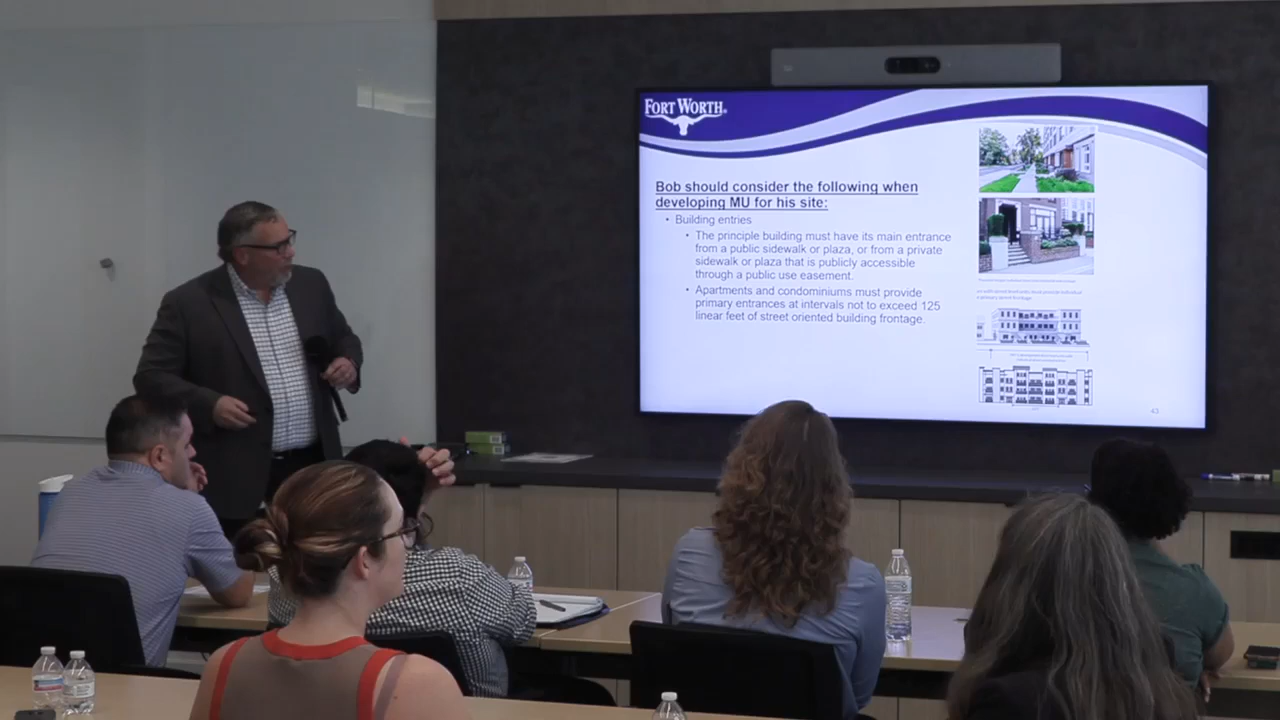 FORT WORTH
Bob should consider the following when
developing MU for his site:
• Building entries
• The principle building must have its main entrance
from a public sidewalk or plaza, or from a private
sidewalk or plaza that is publicly accessible
through a public use easement.
• Apartments and condominiums must provide
primary entrances at intervals not to exceed 125
linear feet of street oriented building frontage.
43